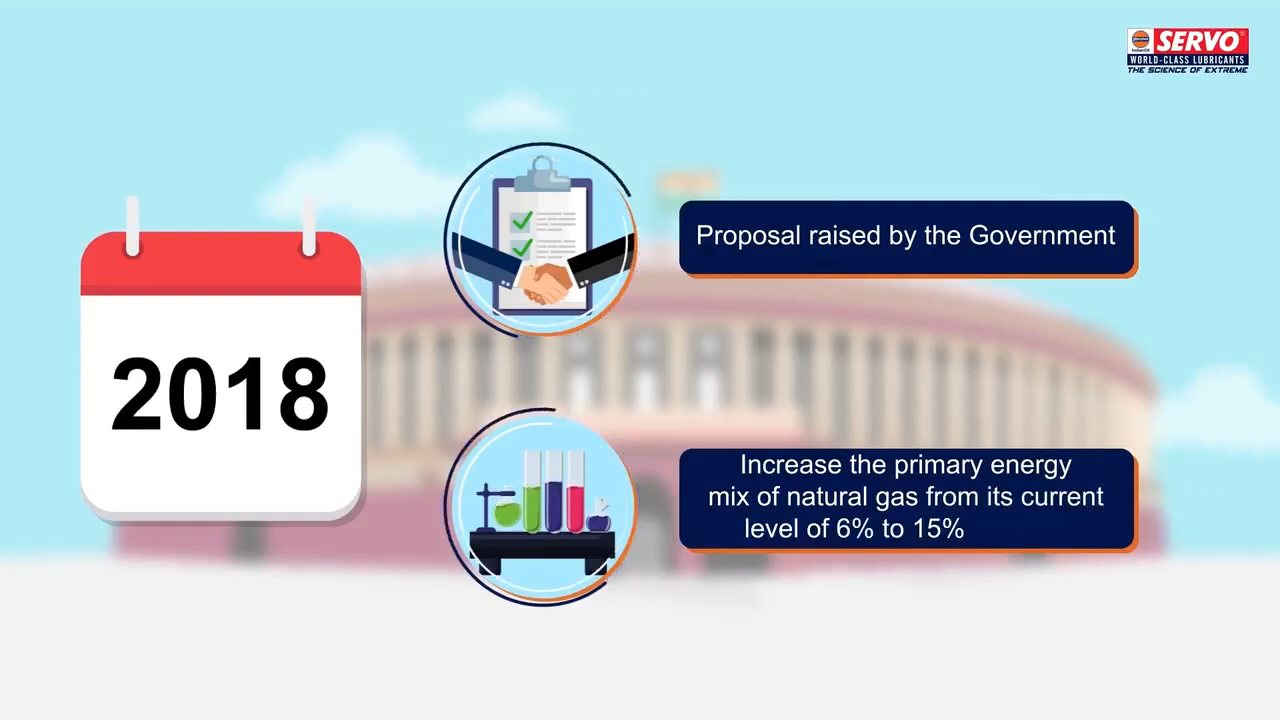 SERVO
IndianOil
WORLD-CLASS LUBRICANTS
THE SCIENCE OF EXTREME
2018
Proposal raised by the Government
Increase the primary energy
mix of natural gas from its current
level of 6% to 15%